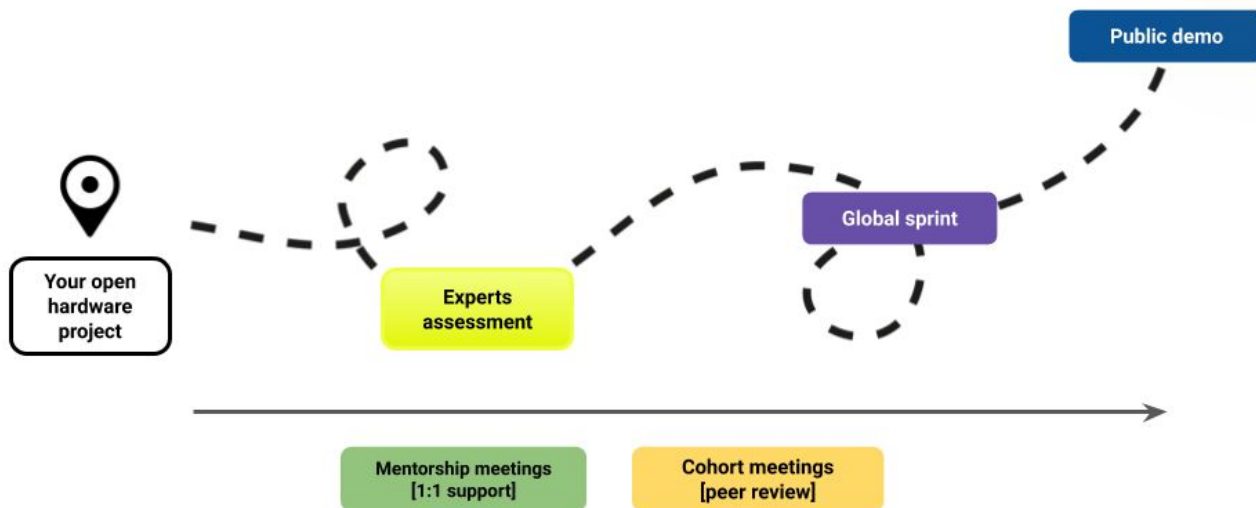 Public demo
Global sprint
Your open
hardware
project
Experts
assessment
Mentorship meetings
[1:1 support]
Cohort meetings
[peer review]